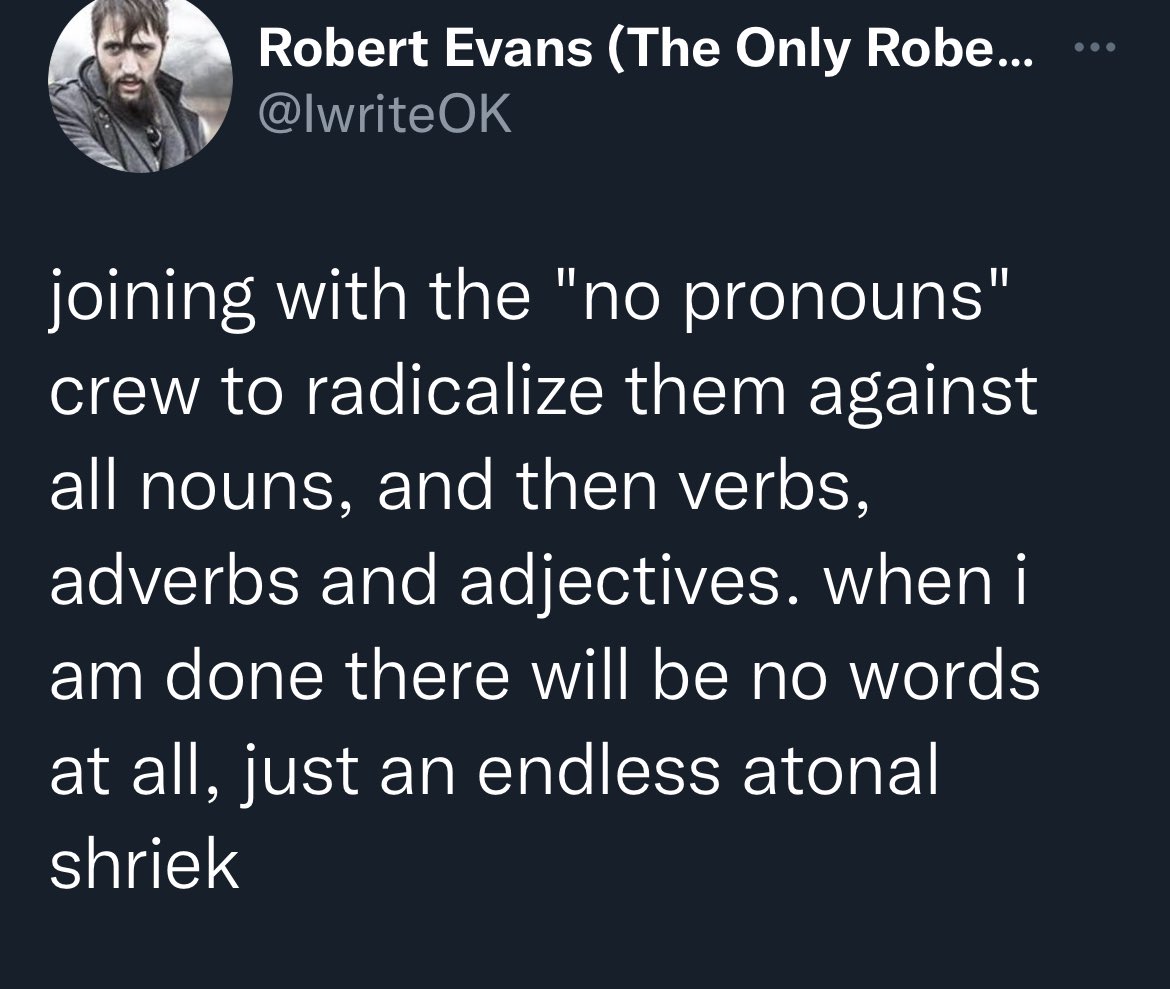 Robert Evans (The Only Robe...
@IwriteOK
joining with the "no pronouns"
crew to radicalize them against
all nouns, and then verbs,
adverbs and adjectives. when i
am done there will be no words
at all, just an endless atonal
shriek